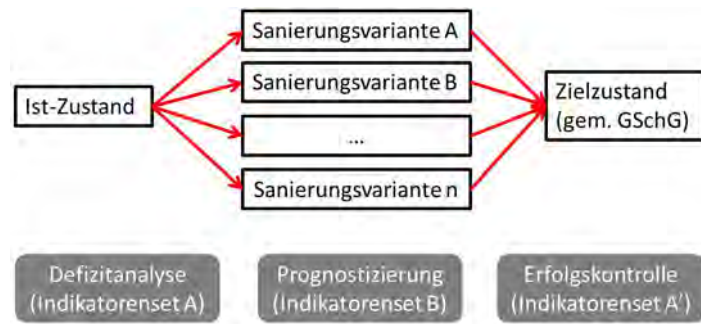 Sanierungsvariante A
Sanierungsvariante B
Ist-Zustand
Zielzustand
(gem. GSchG)
...
Sanierungsvariante n
Defizitanalyse
(Indikatorenset A)
Prognostizierung
(Indikatorenset B)
Erfolgskontrolle
(Indikatorenset A')